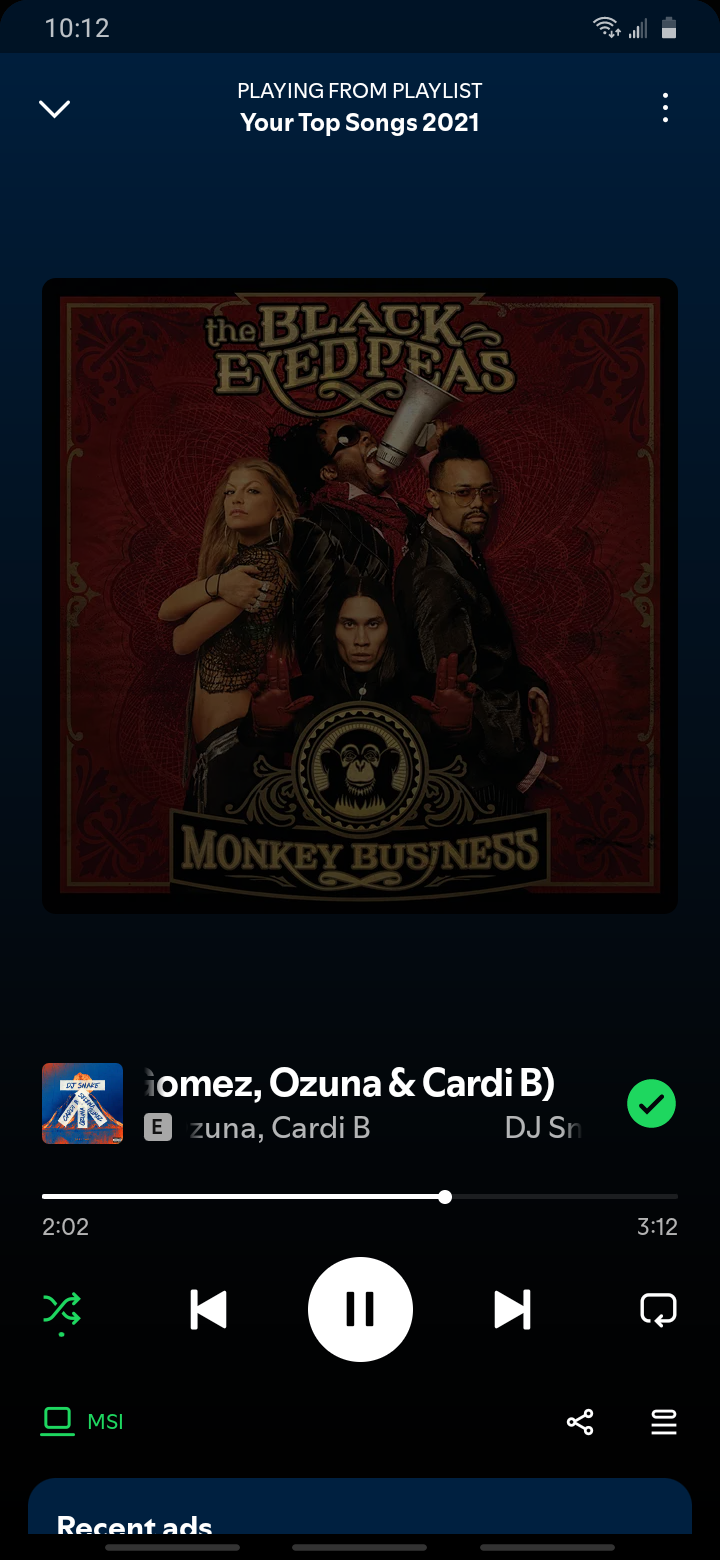 10:12
PLAYING FROM PLAYLIST
Your Top Songs 2021
the BLACK
EYED PEAS
MONKEY BUSINESS
DJ SNAKE
Gomez, Ozuna & Cardi B)
E zuna, Cardi B DJ Sn
2:02 3:12
MSI
Recent ads